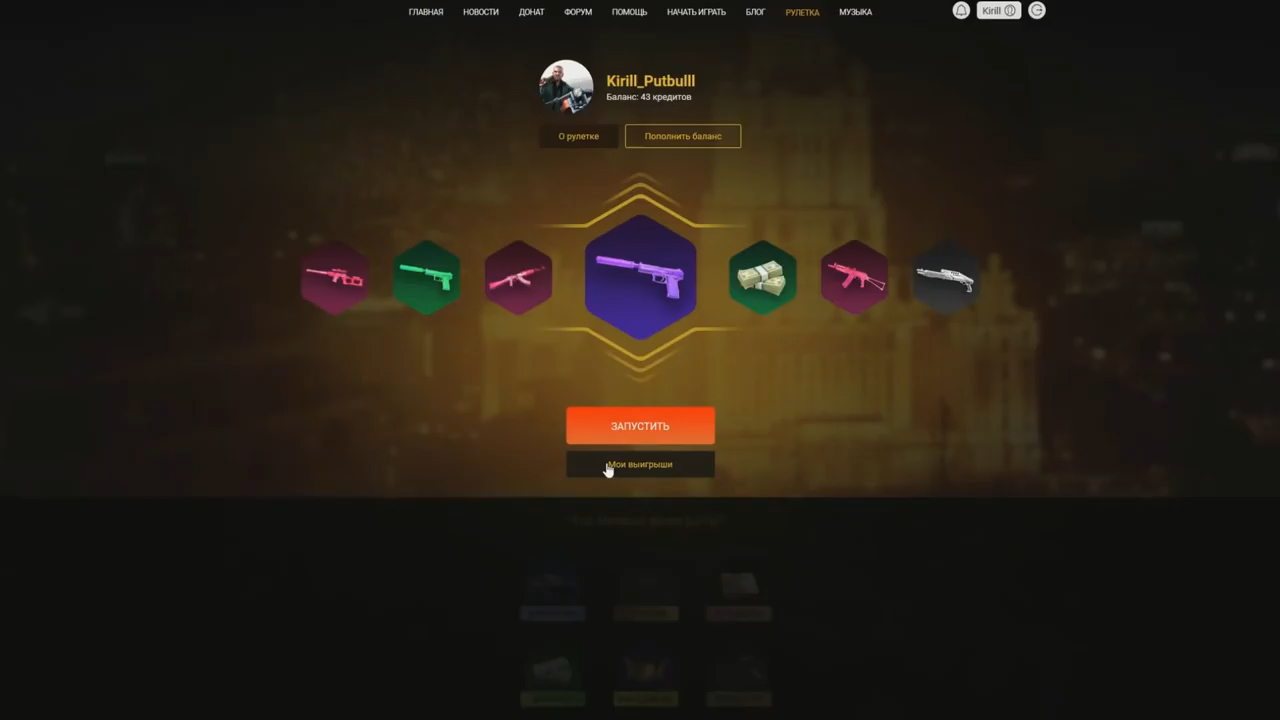 ГЛАВНАЯ НОВОСТИ ДОНАТ ФОРУМ ПОМОЩЬ НАЧАТЬ ИГРАТЬ БЛОГ РУЛЕТКА МУЗЫКА Kirill
Kirill_Putbulll
Баланс: 43 кредитов
О рулетке Пополнить баланс
ЗАПУСТИТЬ
Мои выигрыши